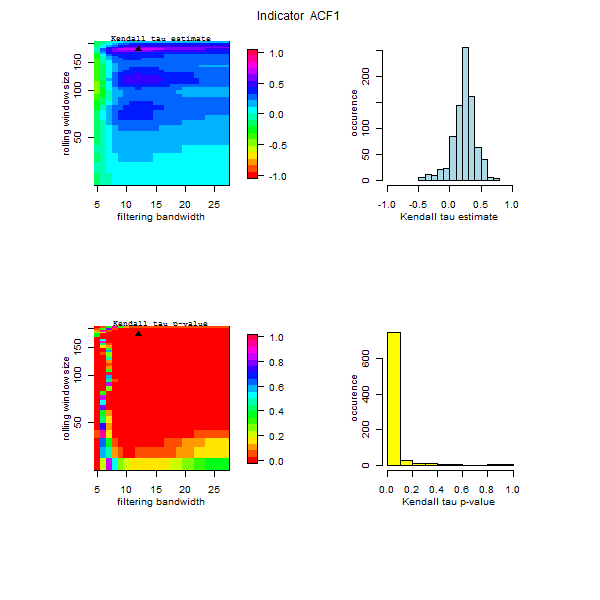 Indicator ACF1
Kendall tau estimate
rolling window size
50 100 150
5 10 15 20 25
filtering bandwidth
1.0
0.5
0.0
-0.5
-1.0
occurence
0 50 150 250
-1.0 -0.5 0.0 0.5 1.0
Kendall tau estimate
Kendall tau p-value
rolling window size
50 100 150
5 10 15 20 25
filtering bandwidth
1.0
0.8
0.6
0.4
0.2
0.0
occurence
0 200 400 600
0.0 0.2 0.4 0.6 0.8 1.0
Kendall tau p-value